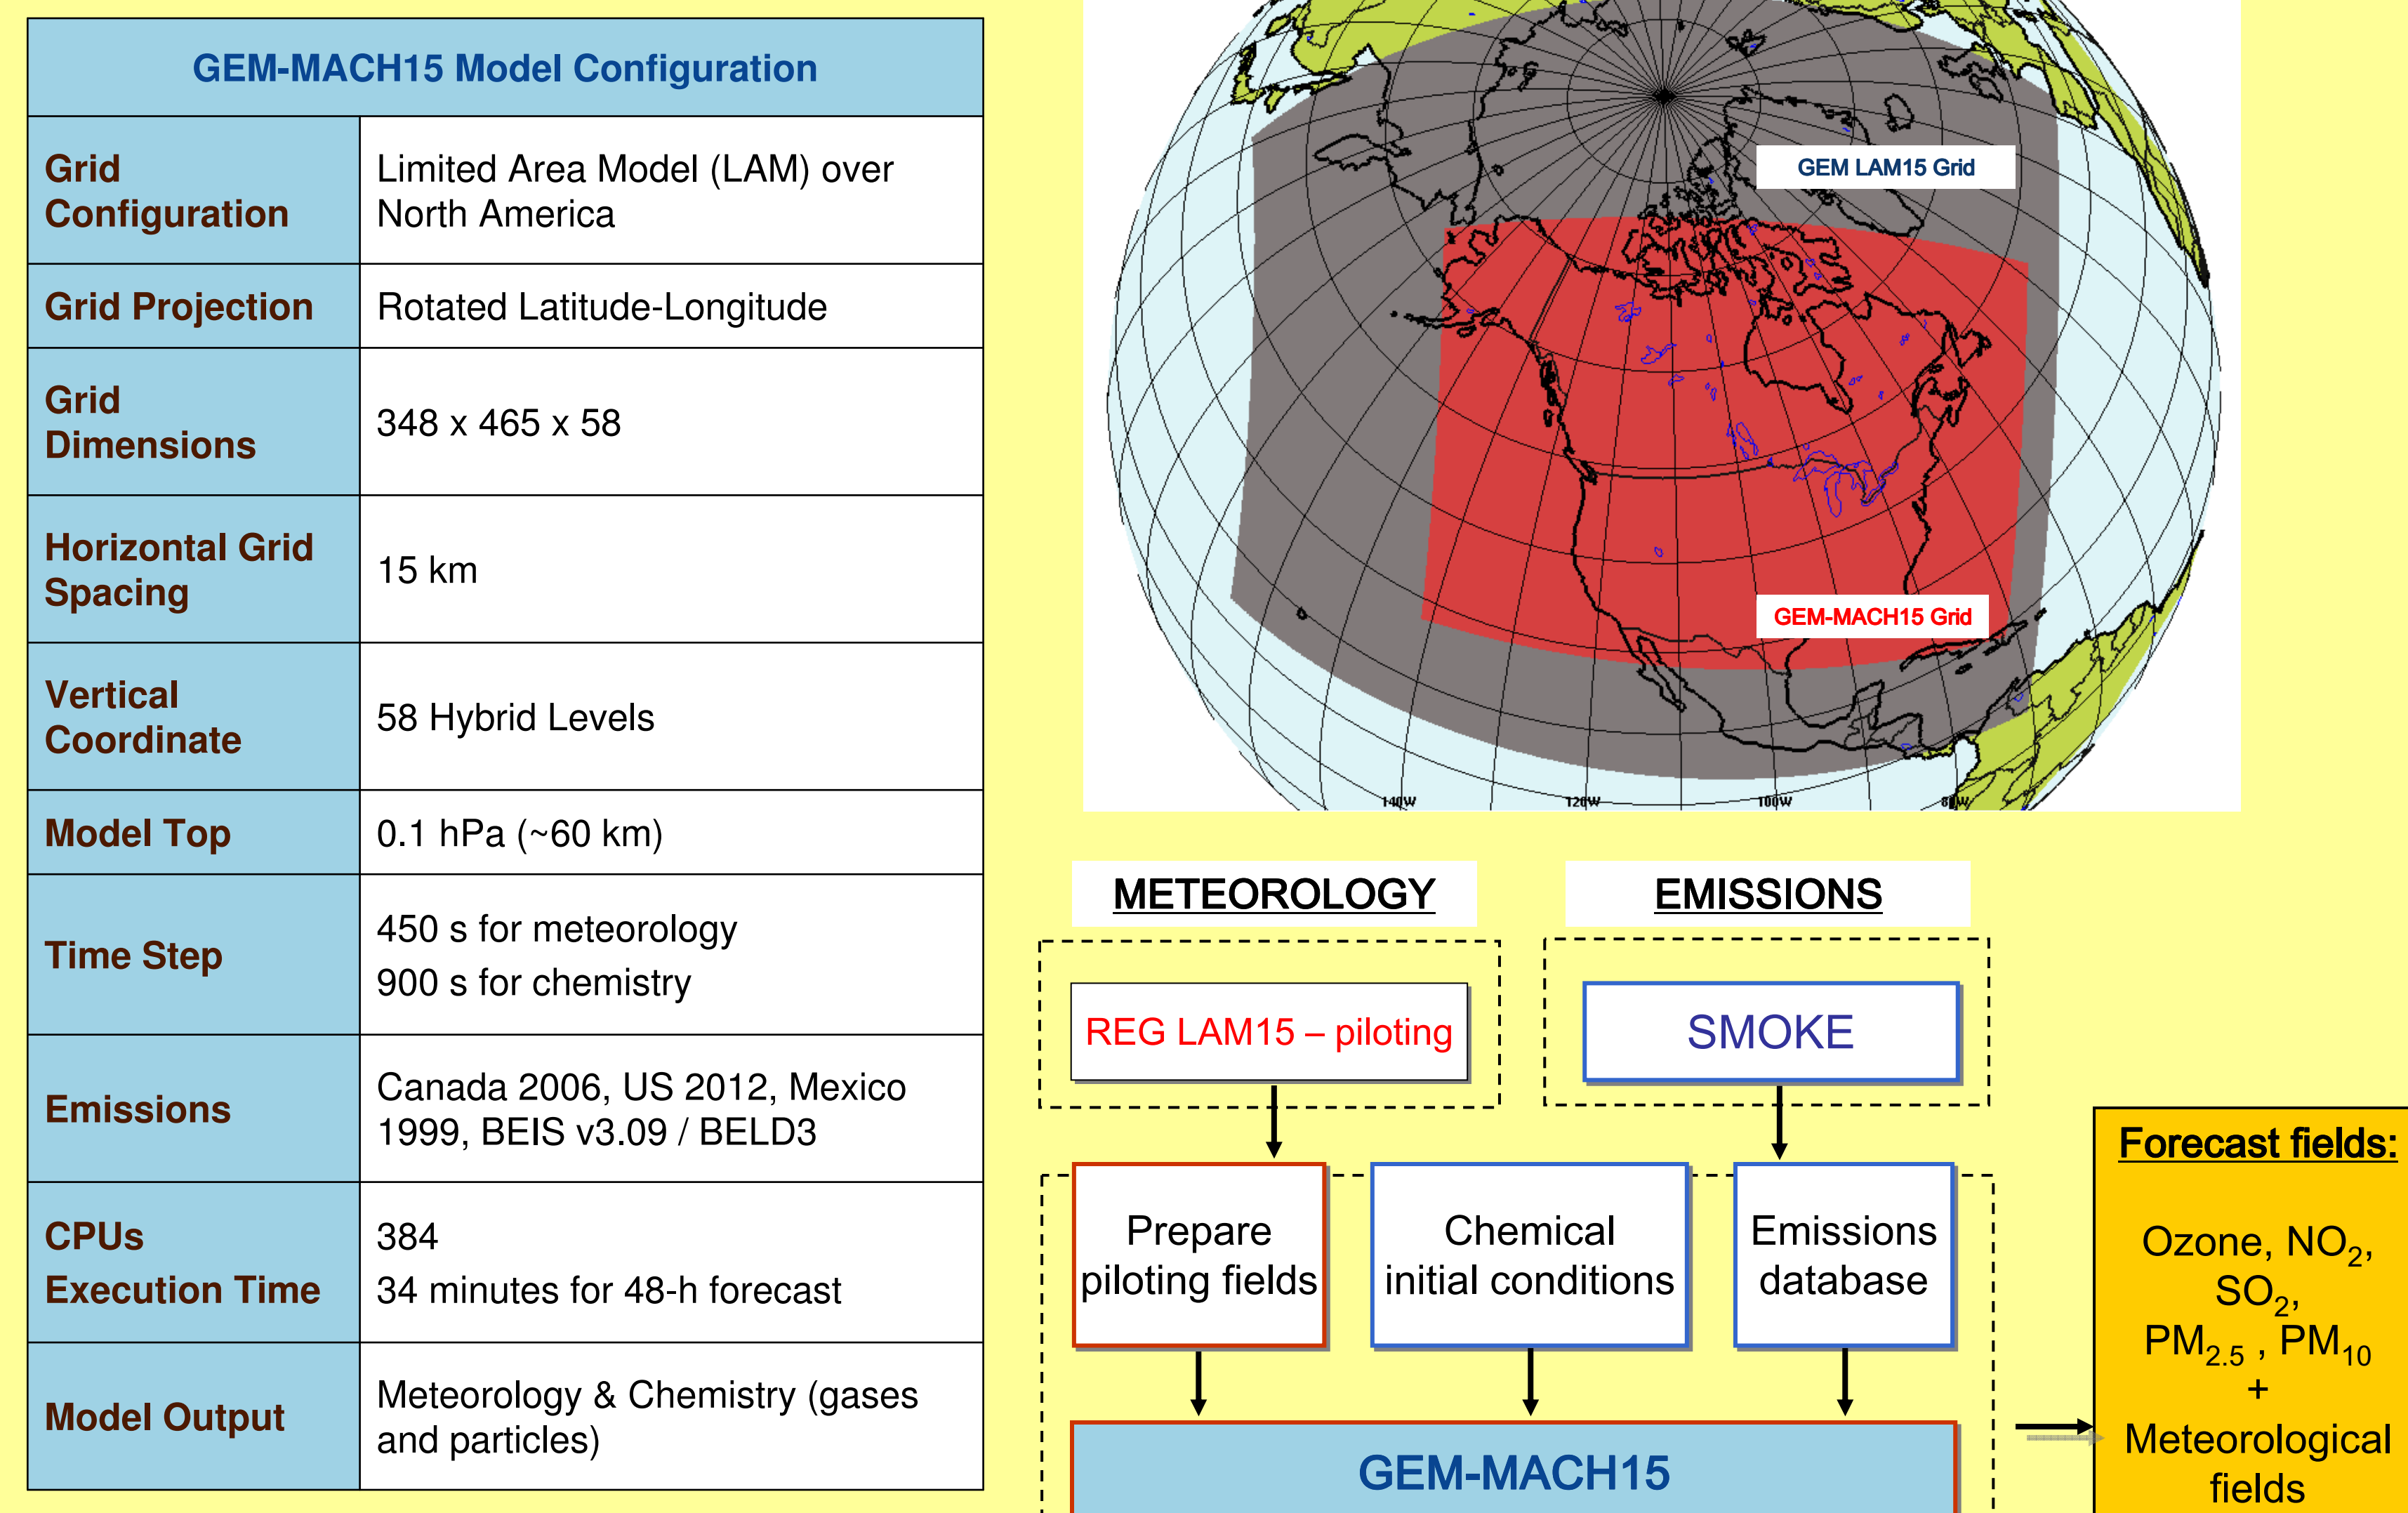 GEM-MACH15 Model Configuration
Grid
Configuration
Limited Area Model (LAM) over
North America
Grid Projection
Rotated Latitude-Longitude
Grid
Dimensions
348 x 465 x 58
Horizontal Grid
Spacing
15 km
Vertical
Coordinate
58 Hybrid Levels
Model Top
0.1 hPa (~60 km)
Time Step
450 s for meteorology
900 s for chemistry
Emissions
Canada 2006, US 2012, Mexico
1999, BEIS v3.09 / BELD3
CPUs
Execution Time
384
34 minutes for 48-h forecast
Model Output
Meteorology & Chemistry (gases
and particles)
GEM LAM15 Grid
GEM-MACH15 Grid
140W 120W 100W 80W
METEOROLOGY
EMISSIONS
REG LAM15 – piloting
SMOKE
Prepare
piloting fields
Chemical
initial conditions
Emissions
database
GEM-MACH15
Forecast fields:
Ozone, NO2,
SO2,
PM2.5 , PM10
+
Meteorological
fields